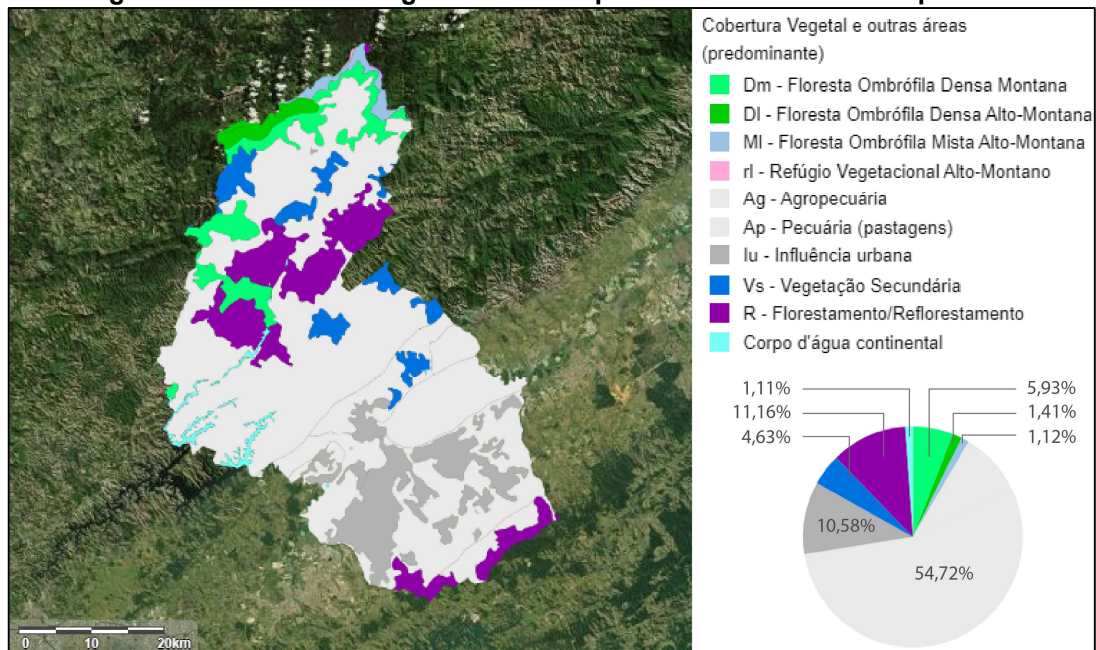 Cobertura Vegetal e outras áreas
(predominante)
Dm - Floresta Ombrófila Densa Montana
Dl - Floresta Ombrófila Densa Alto-Montana
Ml - Floresta Ombrófila Mista Alto-Montana
rl - Refúgio Vegetacional Alto-Montano
Ag - Agropecuária
Ap - Pecuária (pastagens)
Iu - Influência urbana
Vs - Vegetação Secundária
R - Florestamento/Reflorestamento
Corpo d'água continental
1,11%
5,93%
11,16%
1,41%
4,63%
1,12%
10,58%
54,72%
0 10 20km